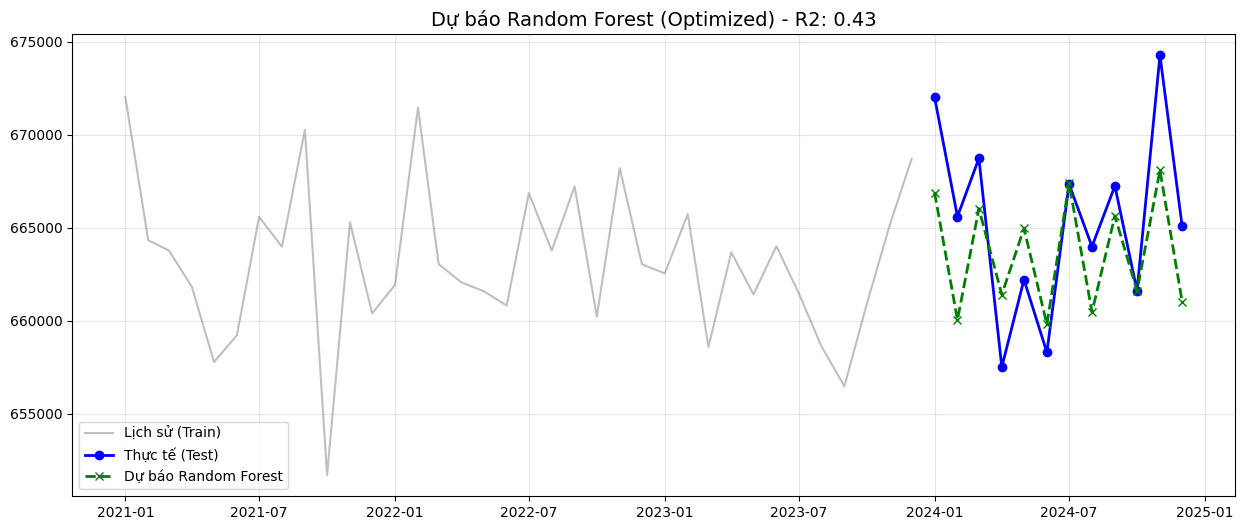 Dự báo Random Forest (Optimized) - R2: 0.43
675000
670000
665000
660000
655000
Lịch sử (Train)
Thực tế (Test)
Dự báo Random Forest
2021-01 2021-07 2022-01 2022-07 2023-01 2023-07 2024-01 2024-07 2025-01